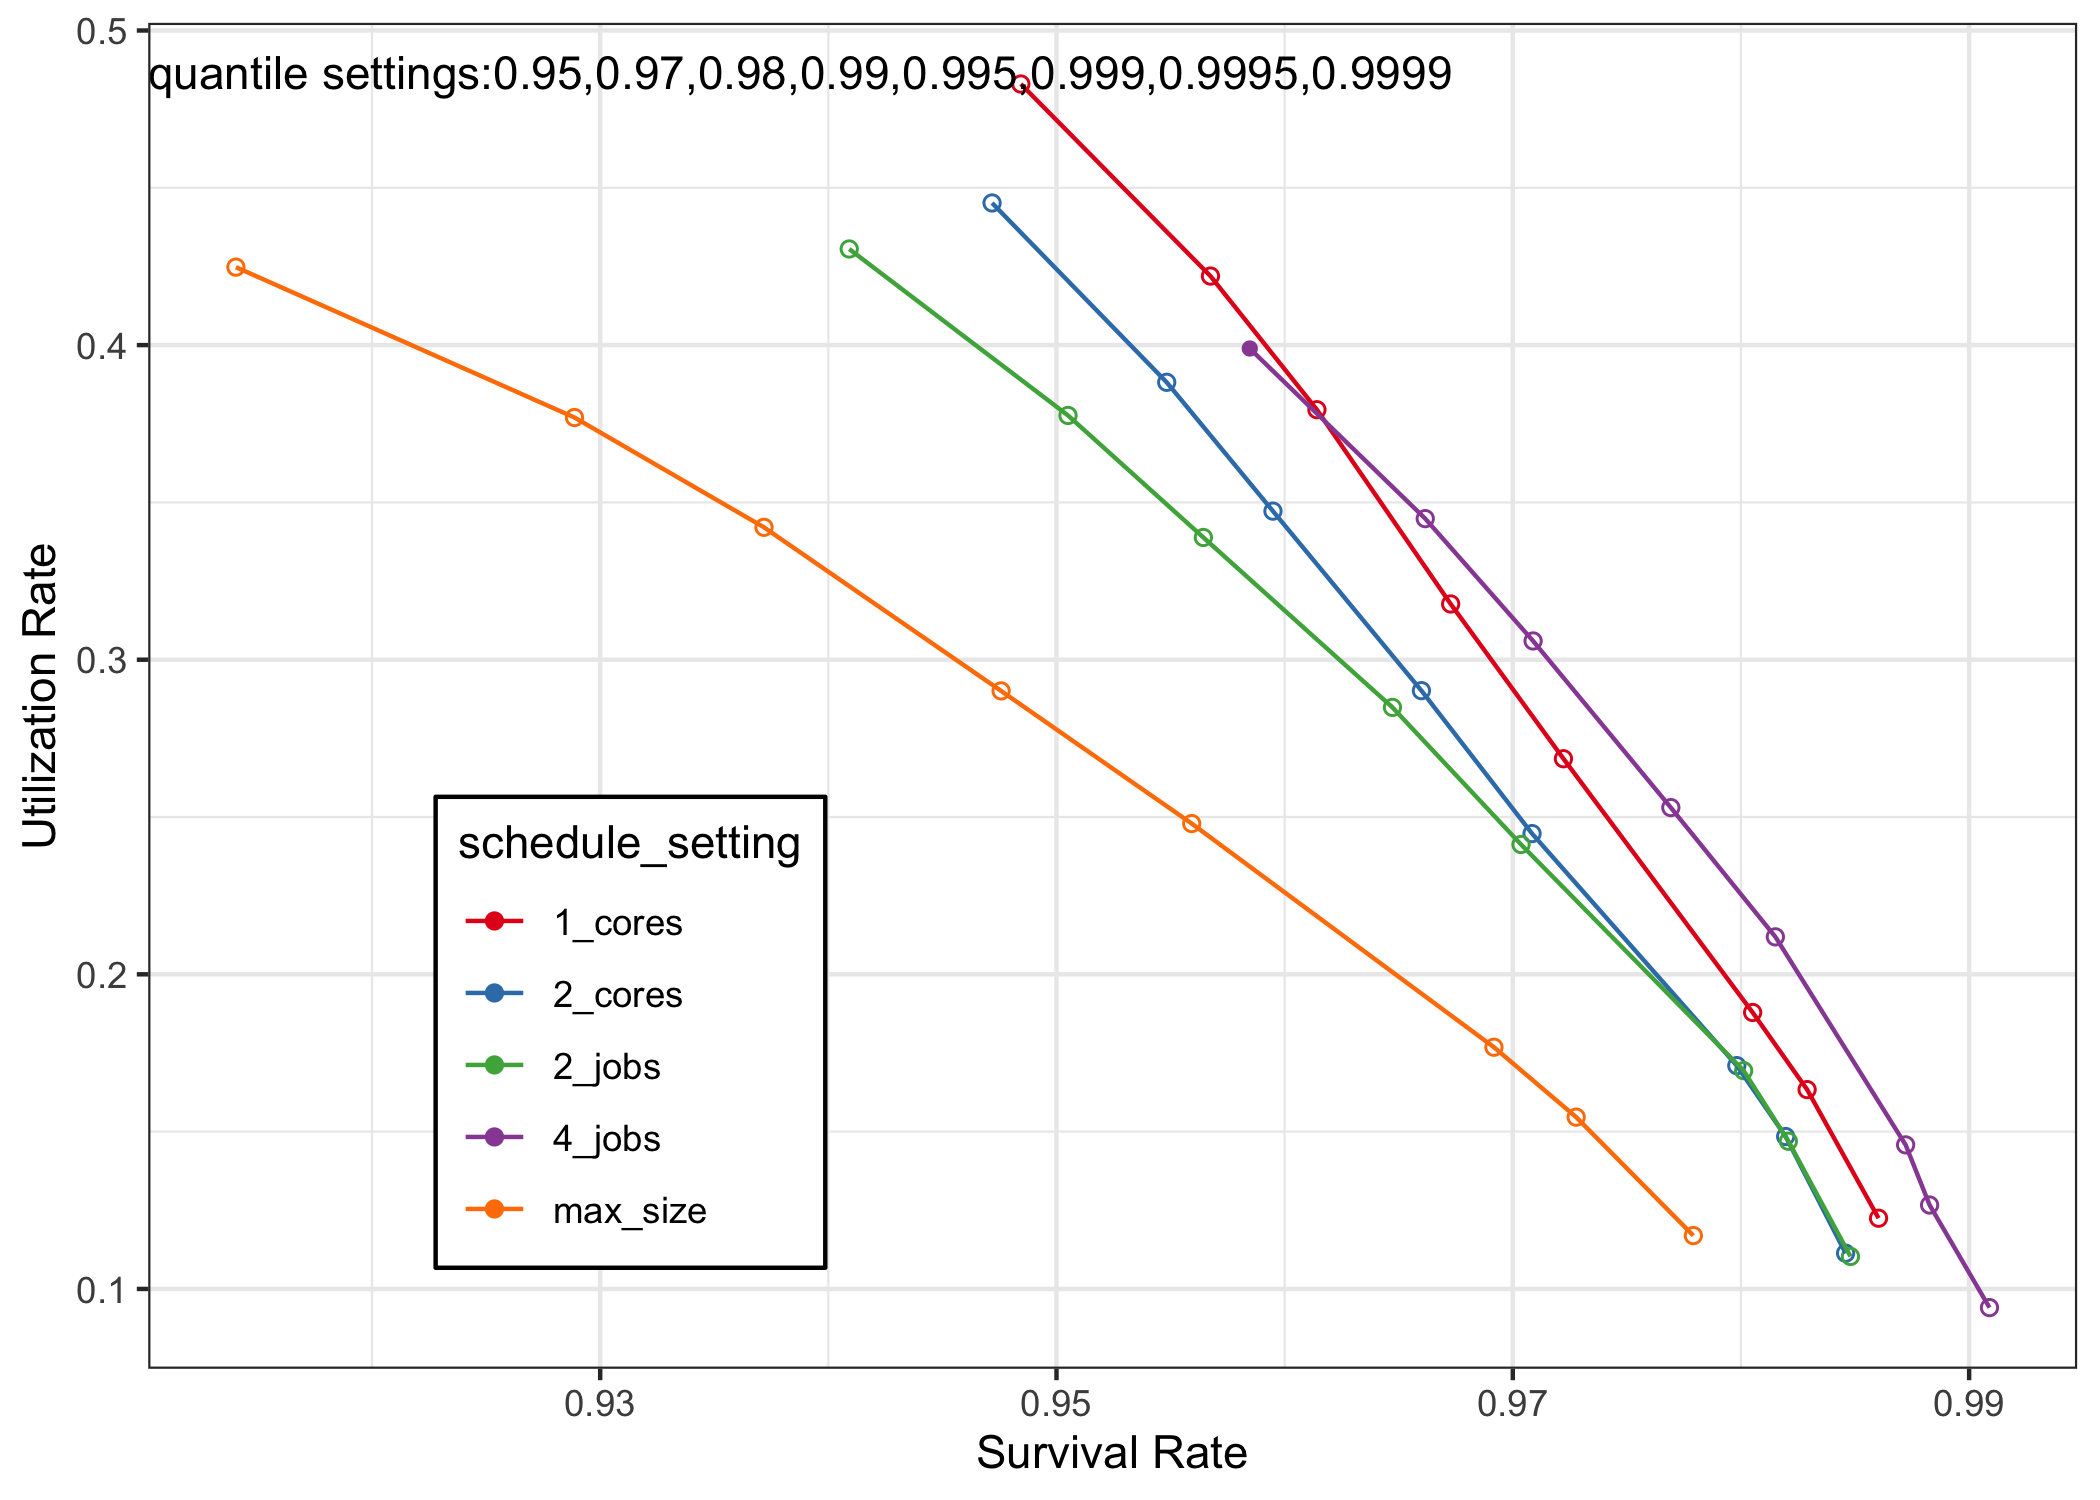 quantile settings:0.95,0.97,0.98,0.99,0.995,0.999,0.9995,0.9999
0.5
0.4
0.3
0.2
0.1
Utilization Rate
schedule_setting
1_cores
2_cores
2_jobs
4_jobs
max_size
0.93
0.95
0.97
0.99
Survival Rate